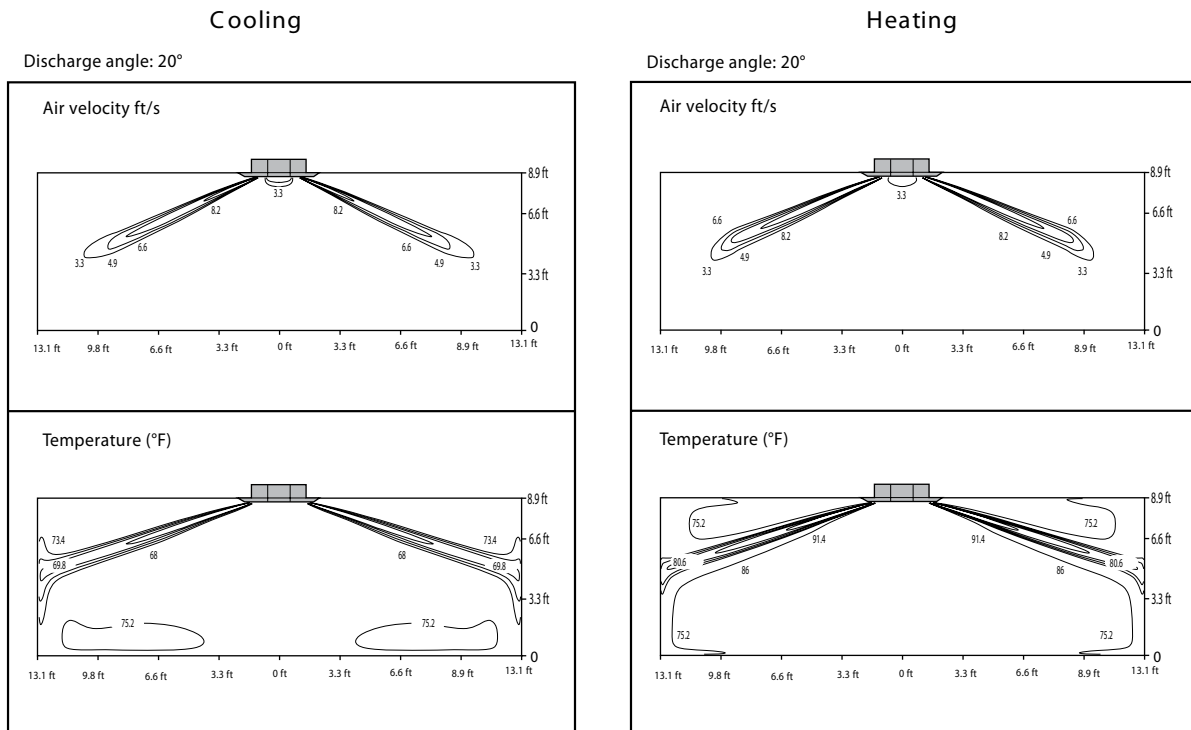 Cooling
Discharge angle: 20°
Air velocity ft/s
3.3
8.2
8.2
6.6
6.6
4.9
4.9
3.3
3.3
8.9 ft
6.6 ft
3.3 ft
0
13.1 ft 9.8 ft 6.6 ft 3.3 ft 0 ft 3.3 ft 6.6 ft 8.9 ft 13.1 ft
Temperature (°F)
73.4
73.4
68
68
69.8
69.8
75.2
75.2
8.9 ft
6.6 ft
3.3 ft
0
13.1 ft 9.8 ft 6.6 ft 3.3 ft 0 ft 3.3 ft 6.6 ft 8.9 ft 13.1 ft
Heating
Discharge angle: 20°
Air velocity ft/s
3.3
6.6
6.6
8.2
8.2
4.9
4.9
3.3
3.3
8.9 ft
6.6 ft
3.3 ft
0
13.1 ft 9.8 ft 6.6 ft 3.3 ft 0 ft 3.3 ft 6.6 ft 8.9 ft 13.1 ft
Temperature (°F)
75.2
75.2
91.4
91.4
80.6
80.6
86
86
75.2
75.2
8.9 ft
6.6 ft
3.3 ft
0
13.1 ft 9.8 ft 6.6 ft 3.3 ft 0 ft 3.3 ft 6.6 ft 8.9 ft 13.1 ft